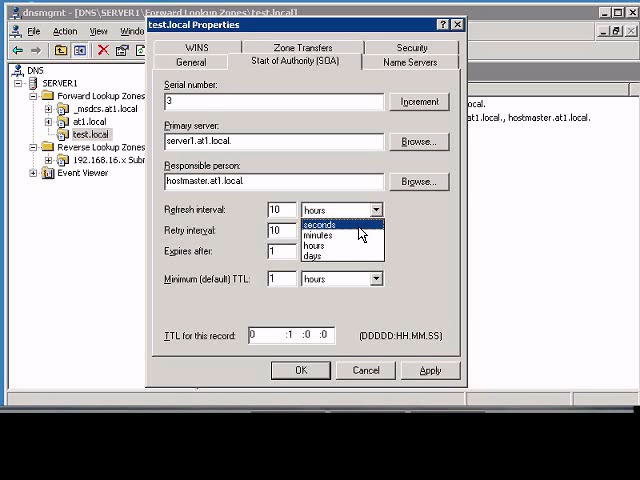 dnsmgmt - [DNS\SERVER1\Forward Lookup Zones\test.local]
File Action View Window
DNS
SERVER1
Forward Lookup Zones
_msdcs.at1.local
at1.local
test.local
Reverse Lookup Zones
192.168.16.x Subn
Event Viewer
cal.
at1.local., hostmaster.at1.local.
test.local Properties
WINS Zone Transfers Security
General Start of Authority (SOA) Name Servers
Serial number:
3 Increment
Primary server:
server1.at1.local. Browse...
Responsible person:
hostmaster.at1.local. Browse...
Refresh interval: 10 hours
seconds
minutes
hours
days
Retry interval: 10
Expires after: 1
Minimum (default) TTL: 1 hours
TTL for this record: 0 :1 :0 :0 (DDDDD:HH.MM.SS)
OK Cancel Apply